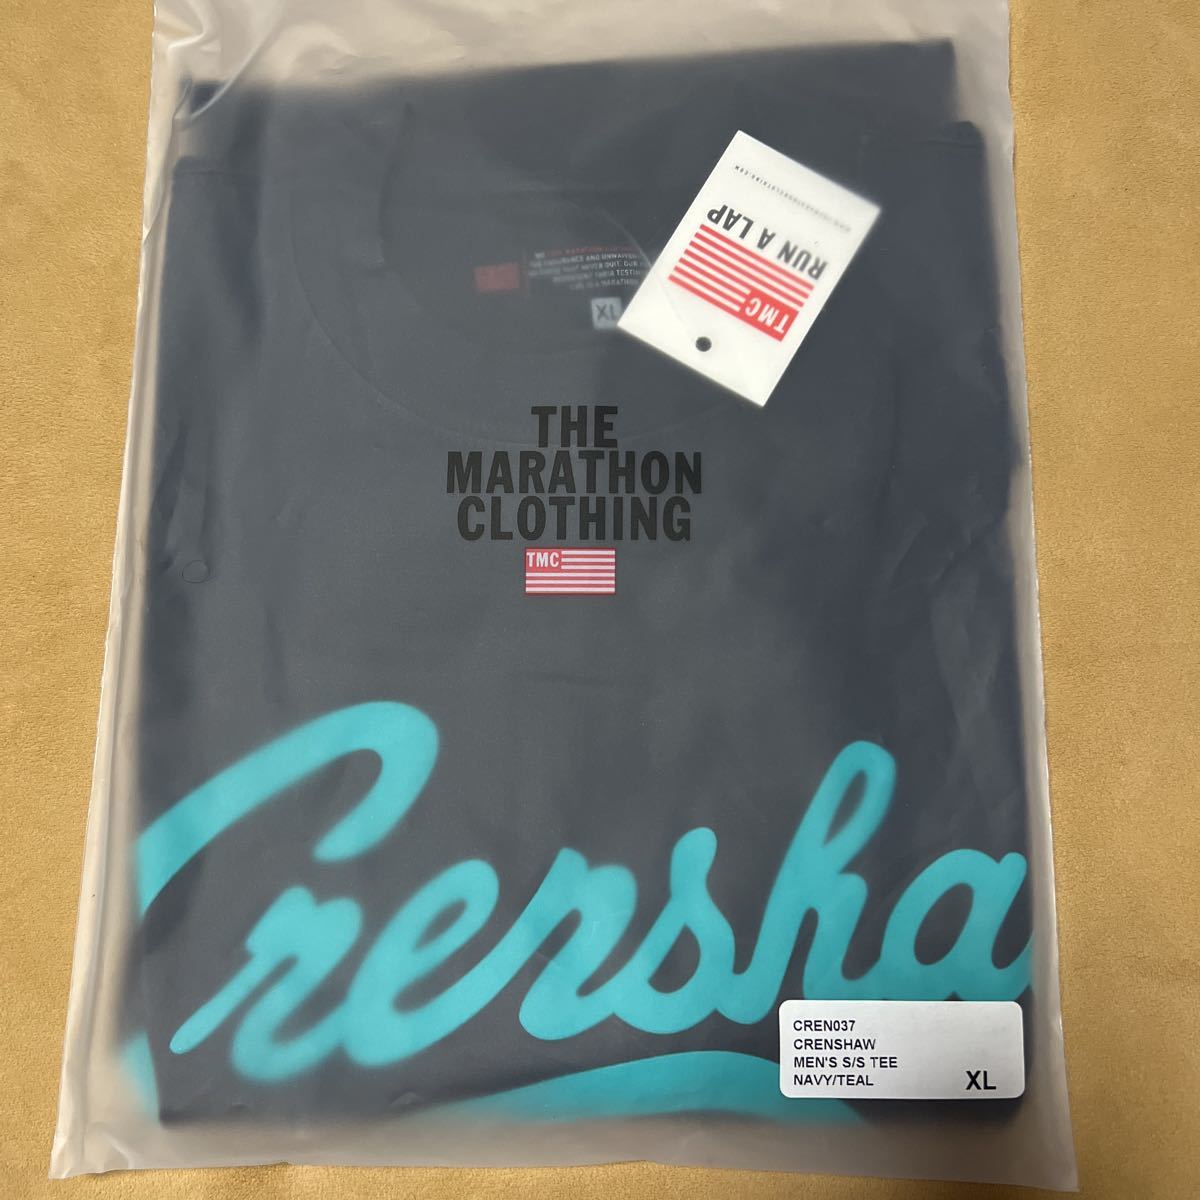 RUN A LAP
TMC
XL
THE
MARATHON
CLOTHING
TMC
Crensha
CREN037
CRENSHAW
MEN'S S/S TEE
NAVY/TEAL
XL